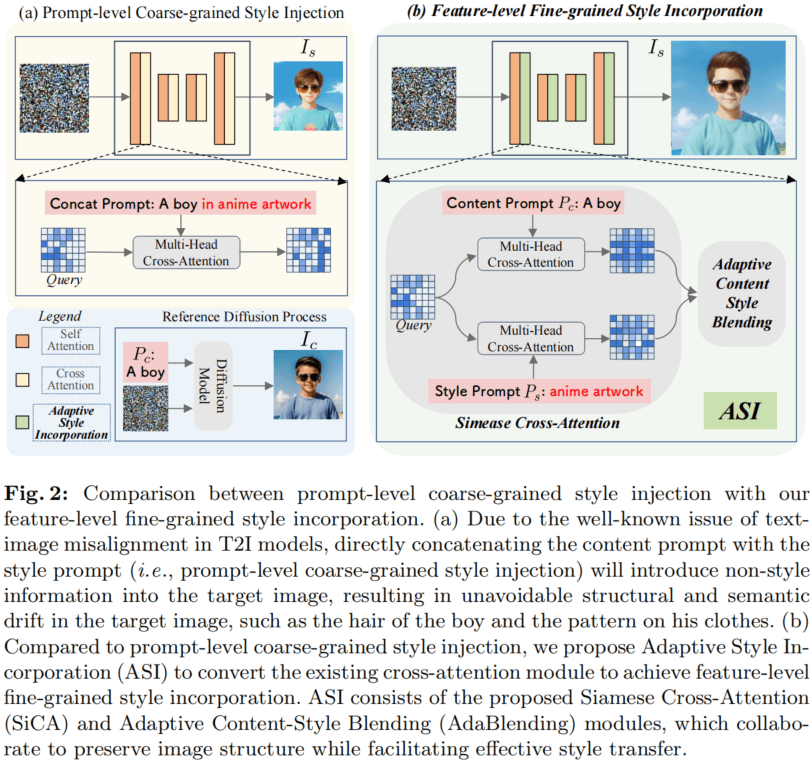 (a) Prompt-level Coarse-grained Style Injection
I_s
Concat Prompt: A boy in anime artwork
Multi-Head
Cross-Attention
Query
Legend
Self
Attention
Cross
Attention
Adaptive
Style
Incorporation
Reference Diffusion Process
P_c:
A boy
Diffusion
Model
I_c
(b) Feature-level Fine-grained Style Incorporation
I_s
Content Prompt P_c: A boy
Multi-Head
Cross-Attention
Query
Multi-Head
Cross-Attention
Style Prompt P_s: anime artwork
Simease Cross-Attention
Adaptive
Content
Style
Blending
ASI
Fig. 2: Comparison between prompt-level coarse-grained style injection with our
feature-level fine-grained style incorporation. (a) Due to the well-known issue of text-
image misalignment in T2I models, directly concatenating the content prompt with the
style prompt (i.e., prompt-level coarse-grained style injection) will introduce non-style
information into the target image, resulting in unavoidable structural and semantic
drift in the target image, such as the hair of the boy and the pattern on his clothes. (b)
Compared to prompt-level coarse-grained style injection, we propose Adaptive Style In-
corporation (ASI) to convert the existing cross-attention module to achieve feature-level
fine-grained style incorporation. ASI consists of the proposed Siamese Cross-Attention
(SiCA) and Adaptive Content-Style Blending (AdaBlending) modules, which collabo-
rate to preserve image structure while facilitating effective style transfer.